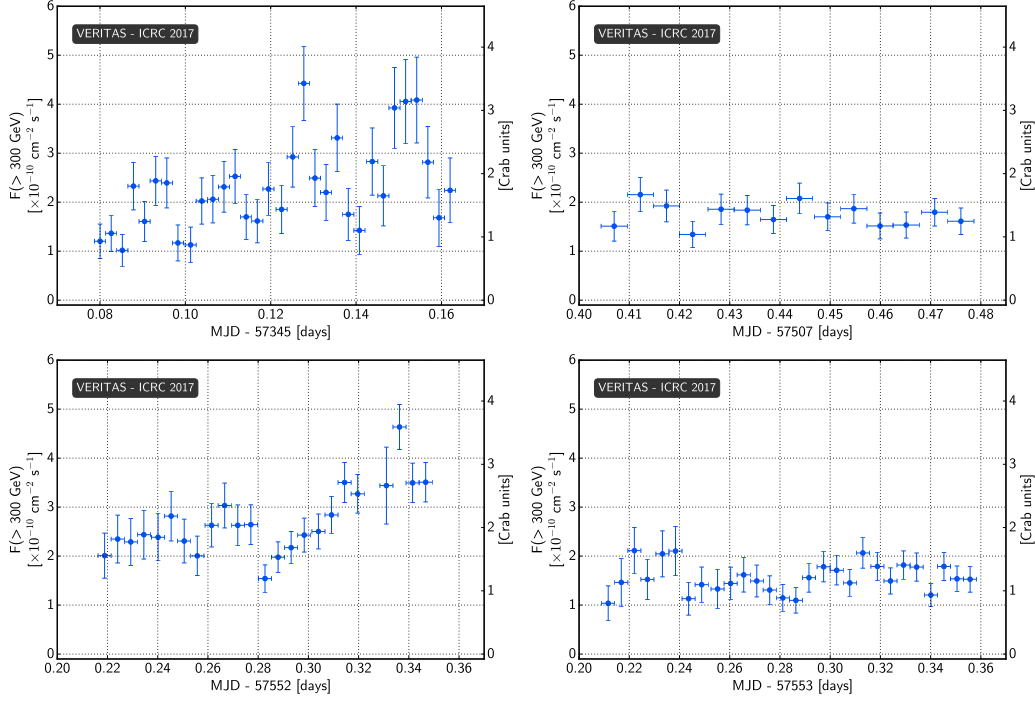 VERITAS - ICRC 2017
6
5
4
3
2
1
0
F(> 300 GeV)
[×10⁻¹⁰ cm⁻² s⁻¹]
4
3
2
1
0
[Crab units]
0.08 0.10 0.12 0.14 0.16
MJD - 57345 [days]
VERITAS - ICRC 2017
6
5
4
3
2
1
0
F(> 300 GeV)
[×10⁻¹⁰ cm⁻² s⁻¹]
4
3
2
1
0
[Crab units]
0.40 0.41 0.42 0.43 0.44 0.45 0.46 0.47 0.48
MJD - 57507 [days]
VERITAS - ICRC 2017
6
5
4
3
2
1
0
F(> 300 GeV)
[×10⁻¹⁰ cm⁻² s⁻¹]
4
3
2
1
0
[Crab units]
0.20 0.22 0.24 0.26 0.28 0.30 0.32 0.34 0.36
MJD - 57552 [days]
VERITAS - ICRC 2017
6
5
4
3
2
1
0
F(> 300 GeV)
[×10⁻¹⁰ cm⁻² s⁻¹]
4
3
2
1
0
[Crab units]
0.20 0.22 0.24 0.26 0.28 0.30 0.32 0.34 0.36
MJD - 57553 [days]